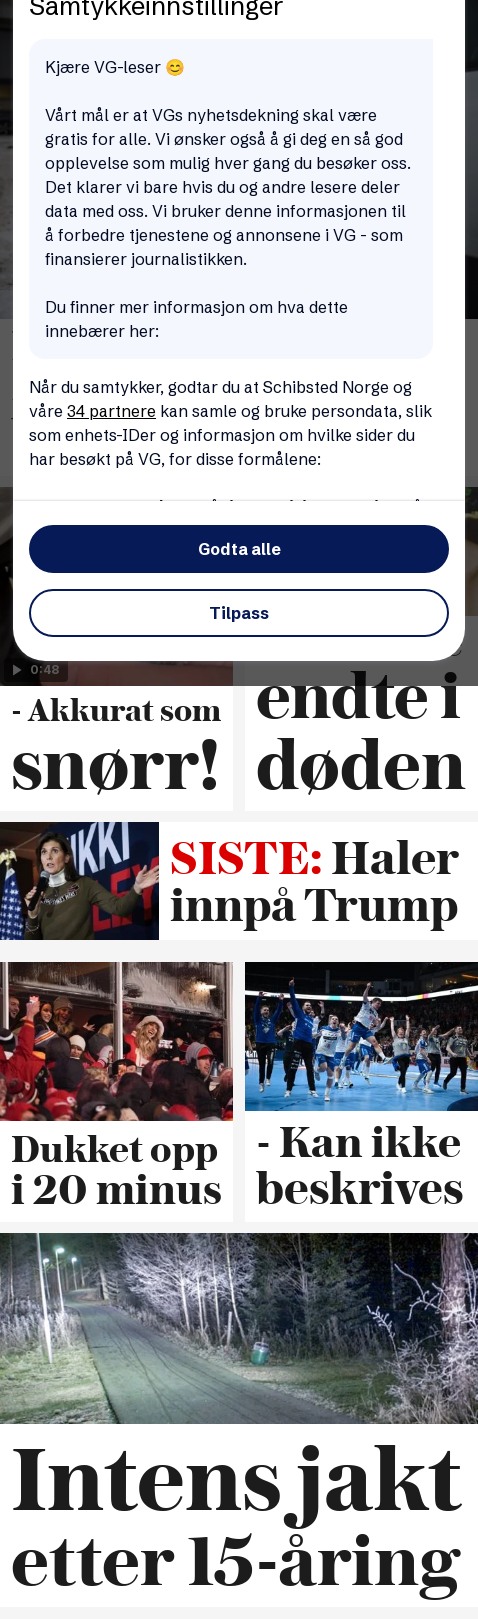 Samtykkeinnstillinger
Kjære VG-leser 😊
Vårt mål er at VGs nyhetsdekning skal være
gratis for alle. Vi ønsker også å gi deg en så god
opplevelse som mulig hver gang du besøker oss.
Det klarer vi bare hvis du og andre lesere deler
data med oss. Vi bruker denne informasjonen til
å forbedre tjenestene og annonsene i VG - som
finansierer journalistikken.
Du finner mer informasjon om hva dette
innebærer her:
Når du samtykker, godtar du at Schibsted Norge og
våre 34 partnere kan samle og bruke persondata, slik
som enhets-IDer og informasjon om hvilke sider du
har besøkt på VG, for disse formålene:
Godta alle
Tilpass
0:48
- Akkurat som
snørr!
endte i
døden
SISTE: Haler
innpå Trump
Dukket opp
i 20 minus
- Kan ikke
beskrives
Intens jakt
etter 15-åring